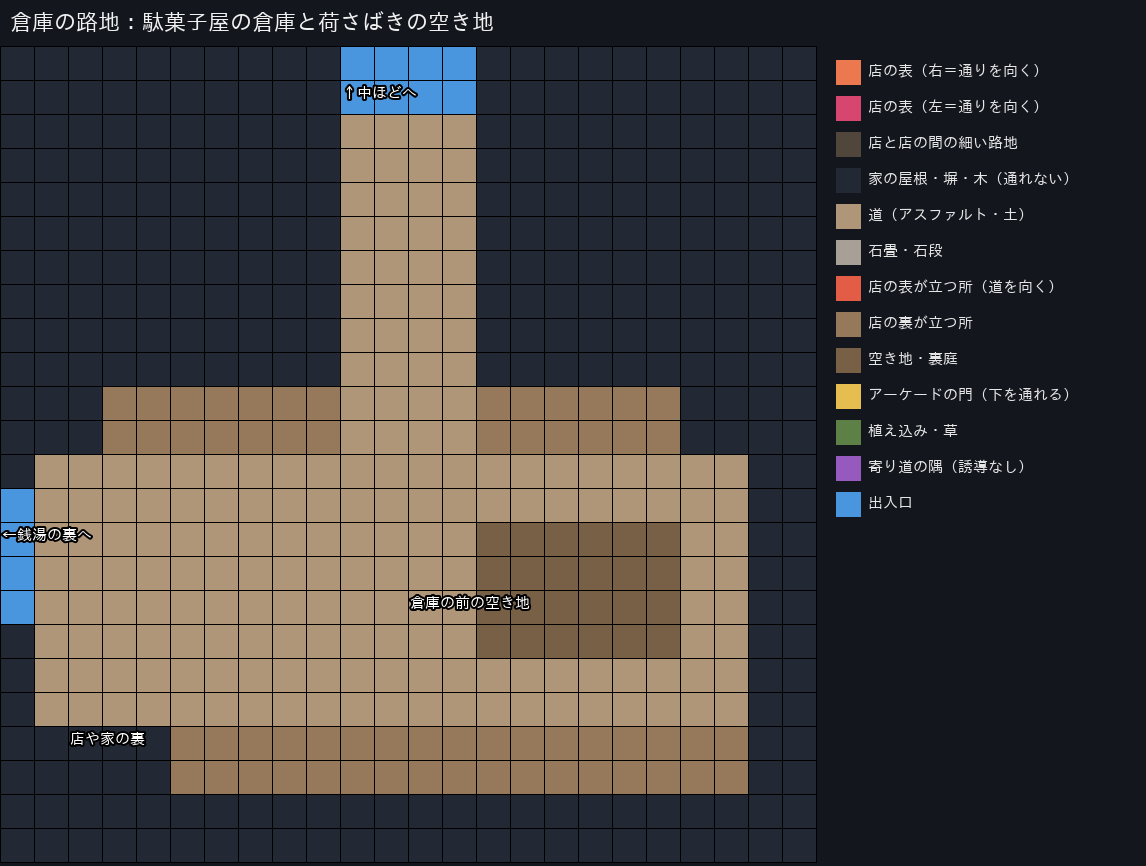 倉庫の路地：駄菓子屋の倉庫と荷さばきの空き地
↑中ほどへ
←銭湯の裏へ
倉庫の前の空き地
店や家の裏
店の表（右＝通りを向く）
店の表（左＝通りを向く）
店と店の間の細い路地
家の屋根・塀・木（通れない）
道（アスファルト・土）
石畳・石段
店の表が立つ所（道を向く）
店の裏が立つ所
空き地・裏庭
アーケードの門（下を通れる）
植え込み・草
寄り道の隅（誘導なし）
出入口